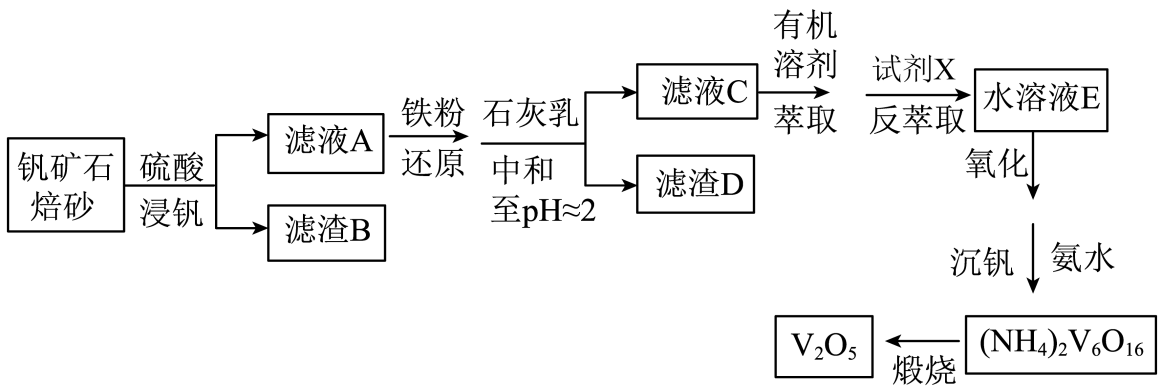 钒矿石
焙砂
硫酸
浸钒
滤液A
滤渣B
铁粉
还原
石灰乳
中和
至pH≈2
滤液C
滤渣D
有机
溶剂
萃取
试剂X
反萃取
水溶液E
氧化
沉钒 氨水
(NH₄)₂V₆O₁₆
煅烧
V₂O₅